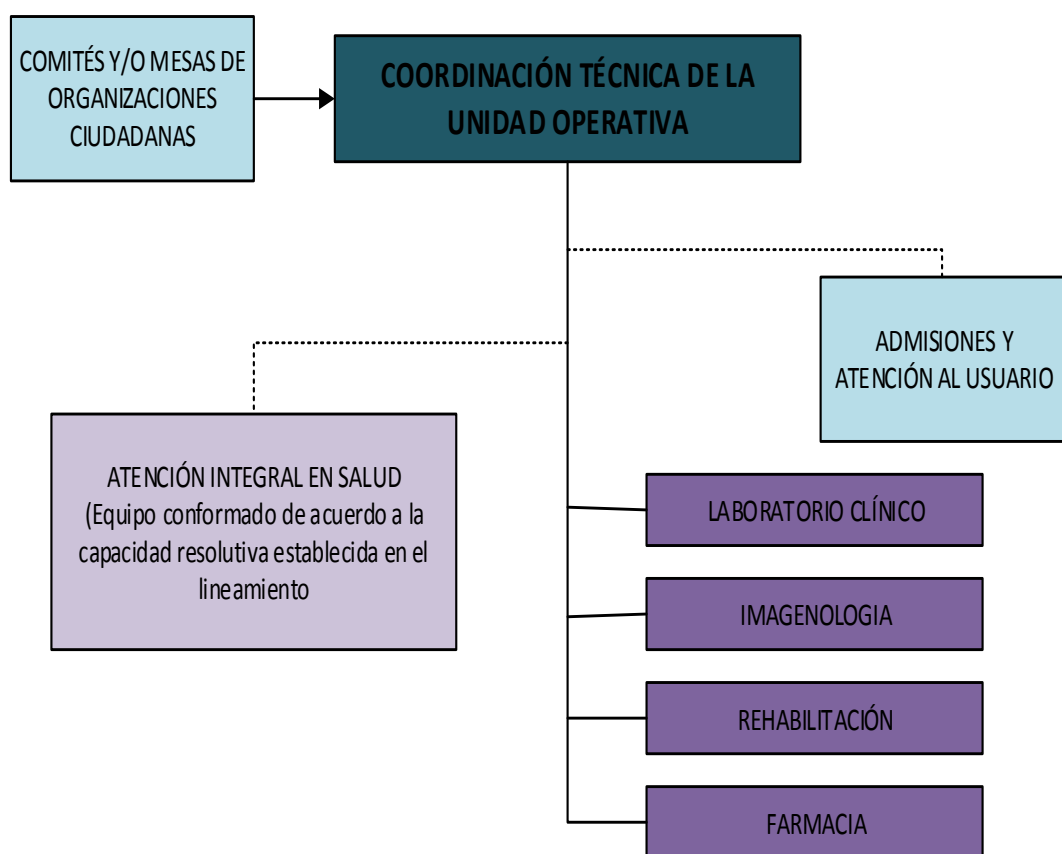 COMITÉS Y/O MESAS DE
ORGANIZACIONES
CIUDADANAS
COORDINACIÓN TÉCNICA DE LA
UNIDAD OPERATIVA
ADMISIONES Y
ATENCIÓN AL USUARIO
ATENCIÓN INTEGRAL EN SALUD
(Equipo conformado de acuerdo a la
capacidad resolutiva establecida en el
lineamiento
LABORATORIO CLÍNICO
IMAGENOLOGIA
REHABILITACIÓN
FARMACIA